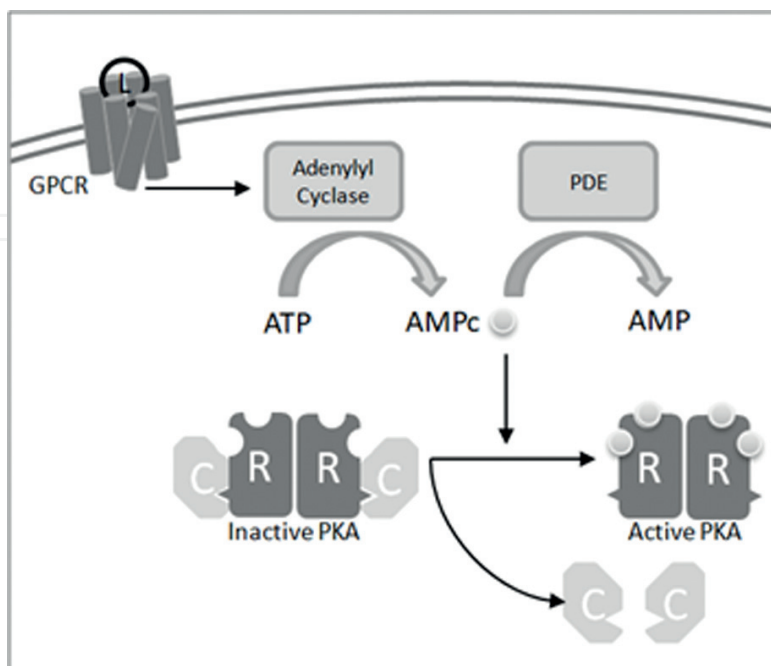 L
GPCR
Adenylyl
Cyclase
PDE
ATP
AMPc
AMP
C
R
R
C
Inactive PKA
R
R
Active PKA
C
C